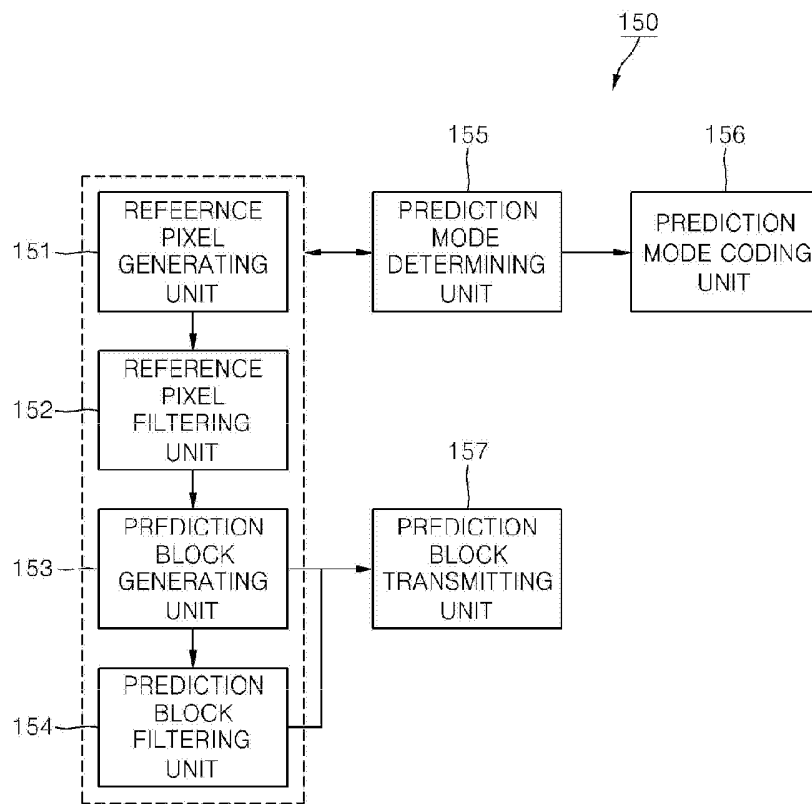 150
155
156
151
REFEERNCE
PIXEL
GENERATING
UNIT
PREDICTION
MODE
DETERMINING
UNIT
PREDICTION
MODE CODING
UNIT
152
REFERENCE
PIXEL
FILTERING
UNIT
157
153
PREDICTION
BLOCK
GENERATING
UNIT
PREDICTION
BLOCK
TRANSMITTING
UNIT
154
PREDICTION
BLOCK
FILTERING
UNIT